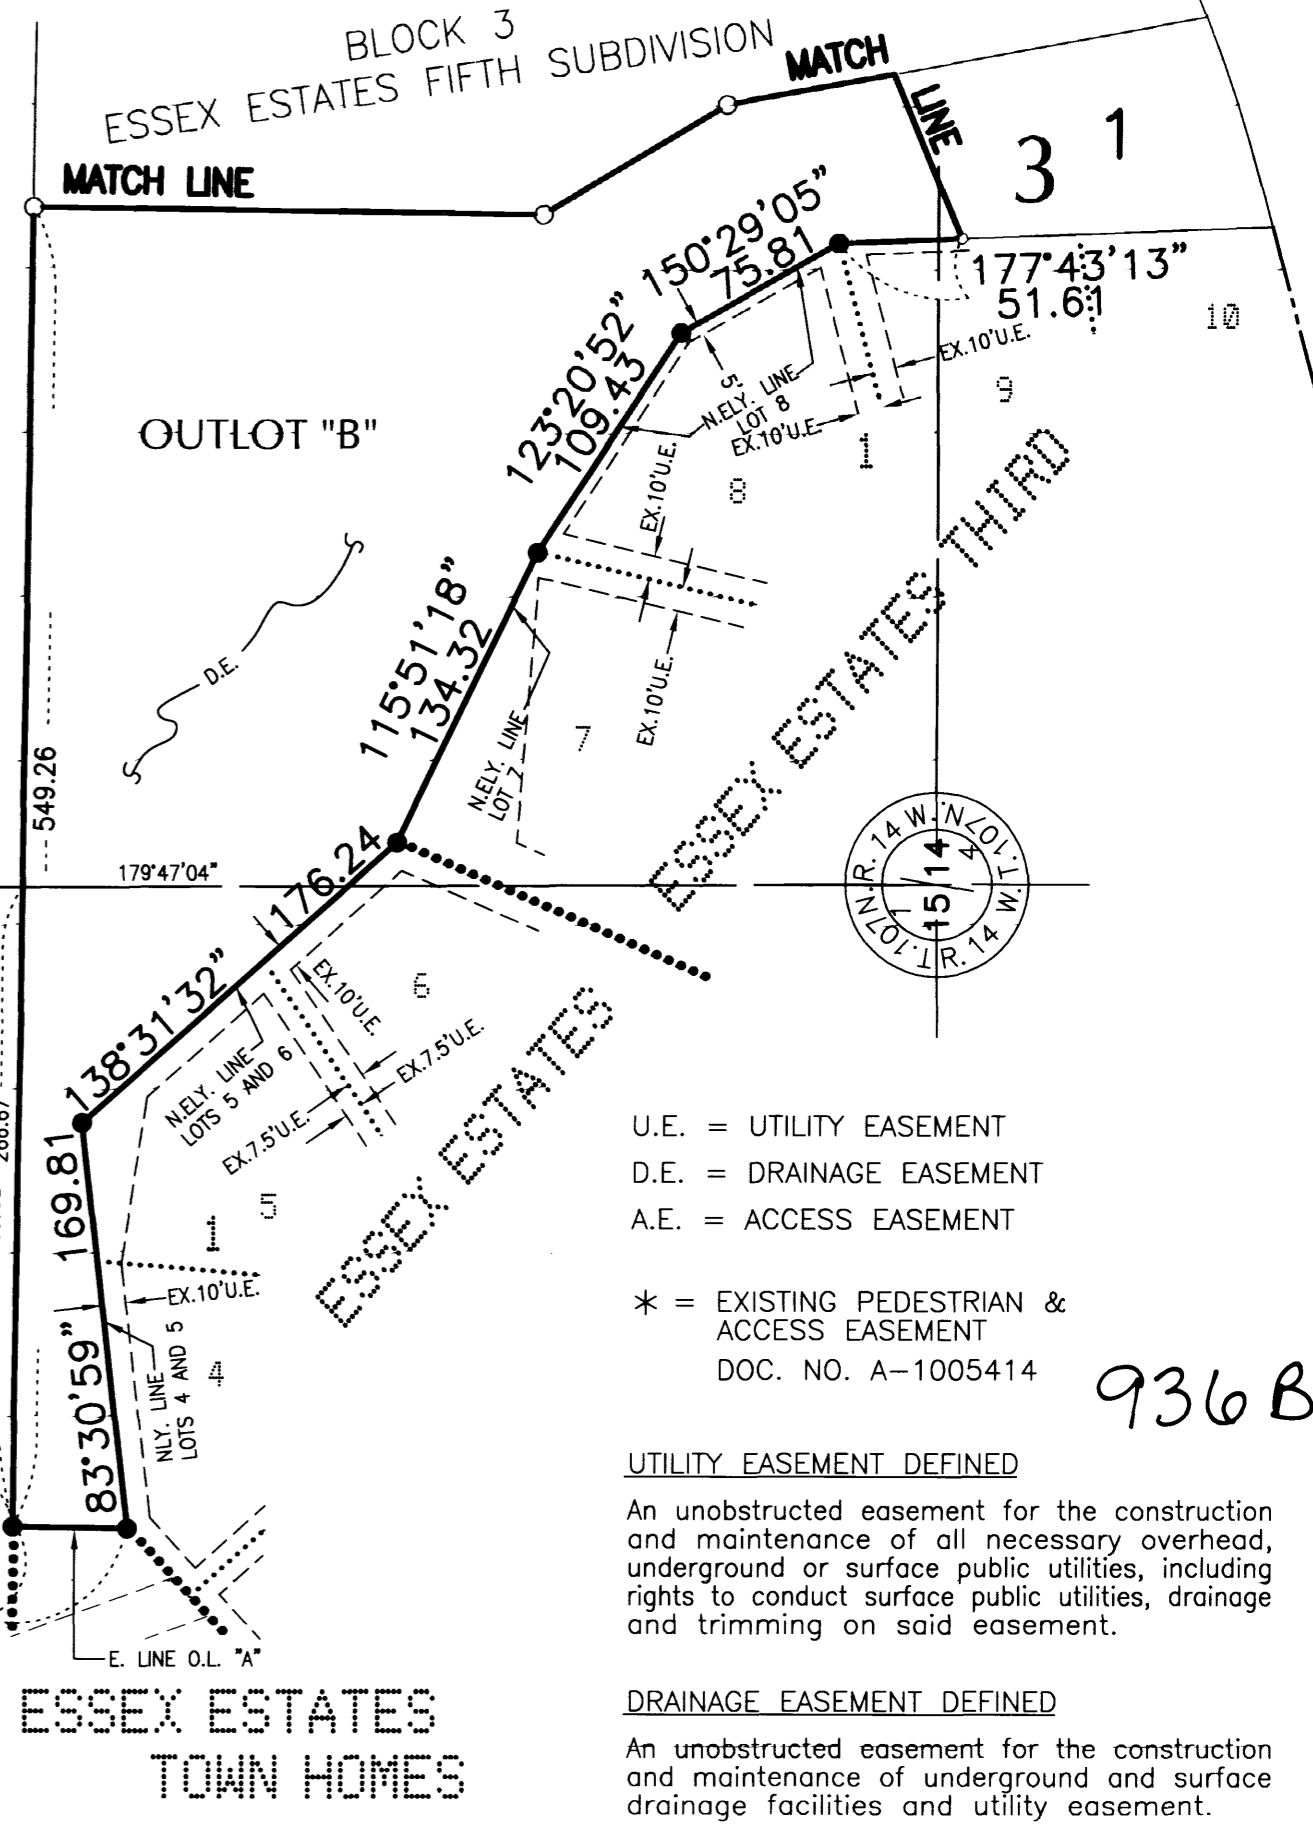 BLOCK 3
ESSEX ESTATES FIFTH SUBDIVISION
MATCH
LINE
MATCH LINE
3
1
150°29'05"
75.81
177°43'13"
51.61
10
EX.10'U.E.
9
5'
N.ELY. LINE
LOT 8
EX.10'U.E.
1
123°20'52"
109.43
OUTLOT "B"
EX.10'U.E.
8
ESSEX ESTATES THIRD
115°51'18"
134.32
D.E.
EX.10'U.E.
7
N.ELY. LINE
LOT 7
549.26
179°47'04"
176.24
138°31'32"
T.107N.R.14W.
T.107N.
R.14W.
15
14
EX.10'U.E.
6
N.ELY. LINE
LOTS 5 AND 6
EX.7.5'U.E.
EX.7.5'U.E.
ESSEX ESTATES
169.81
83°30'59"
5
1
EX.10'U.E.
4
NLY. LINE
LOTS 4 AND 5
U.E. = UTILITY EASEMENT
D.E. = DRAINAGE EASEMENT
A.E. = ACCESS EASEMENT
* = EXISTING PEDESTRIAN &
ACCESS EASEMENT
DOC. NO. A-1005414
936 B
UTILITY EASEMENT DEFINED
An unobstructed easement for the construction
and maintenance of all necessary overhead,
underground or surface public utilities, including
rights to conduct surface public utilities, drainage
and trimming on said easement.
E. LINE O.L. "A"
ESSEX ESTATES
TOWN HOMES
DRAINAGE EASEMENT DEFINED
An unobstructed easement for the construction
and maintenance of underground and surface
drainage facilities and utility easement.